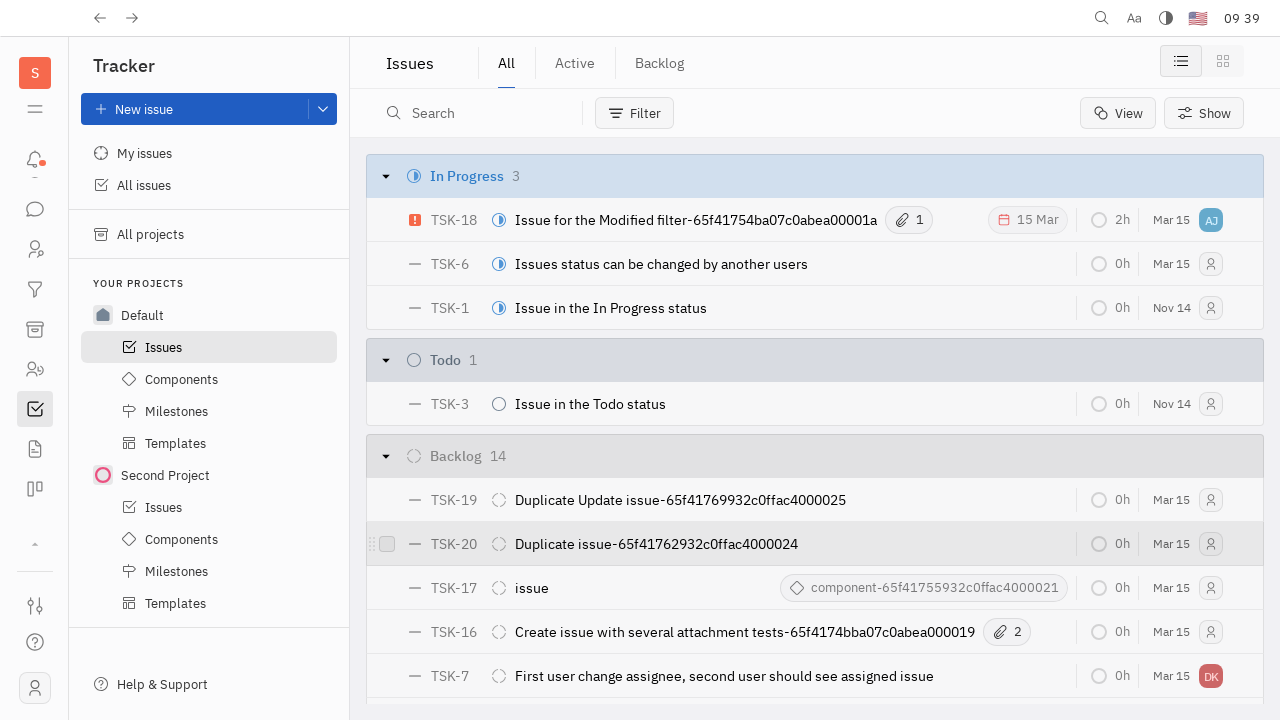 Aa 09 39
S
Tracker
New issue
My issues
All issues
All projects
YOUR PROJECTS
Default
Issues
Components
Milestones
Templates
Second Project
Issues
Components
Milestones
Templates
Help & Support
Issues All Active Backlog
Search Filter View Show
In Progress 3
TSK-18 Issue for the Modified filter-65f41754ba07c0abea00001a 1 15 Mar 2h Mar 15 AJ
TSK-6 Issues status can be changed by another users 0h Mar 15
TSK-1 Issue in the In Progress status 0h Nov 14
Todo 1
TSK-3 Issue in the Todo status 0h Nov 14
Backlog 14
TSK-19 Duplicate Update issue-65f41769932c0ffac4000025 0h Mar 15
TSK-20 Duplicate issue-65f41762932c0ffac4000024 0h Mar 15
TSK-17 issue component-65f41755932c0ffac4000021 0h Mar 15
TSK-16 Create issue with several attachment tests-65f4174bba07c0abea000019 2 0h Mar 15
TSK-7 First user change assignee, second user should see assigned issue 0h Mar 15 DK